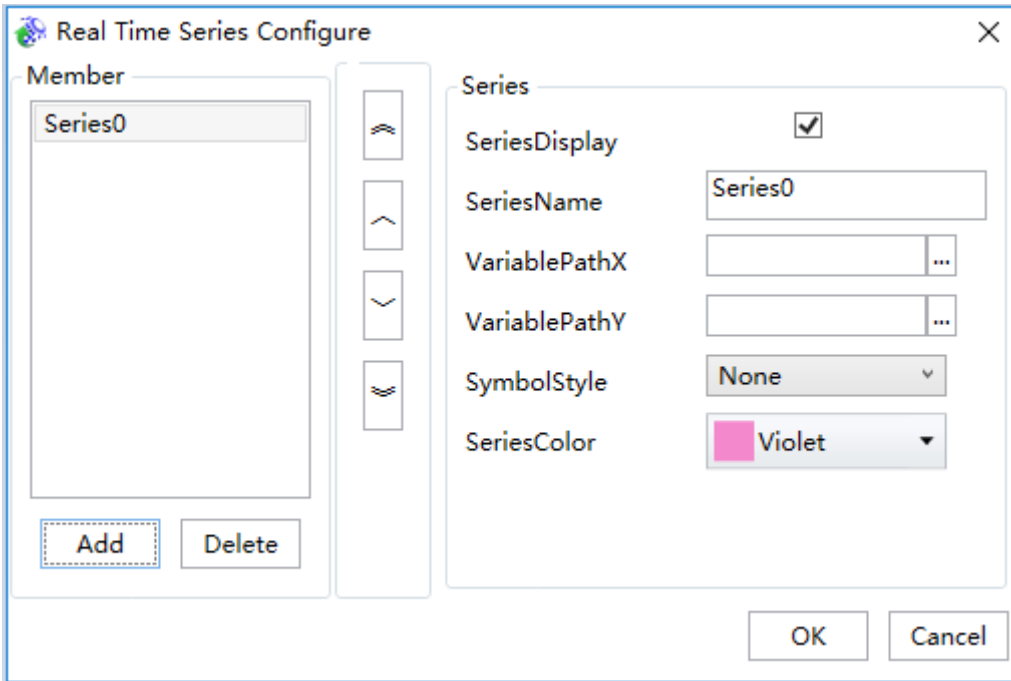 Real Time Series Configure
Member
Series0
Add
Delete
Series
SeriesDisplay
SeriesName
Series0
VariablePathX
...
VariablePathY
...
SymbolStyle
None
SeriesColor
Violet
OK
Cancel